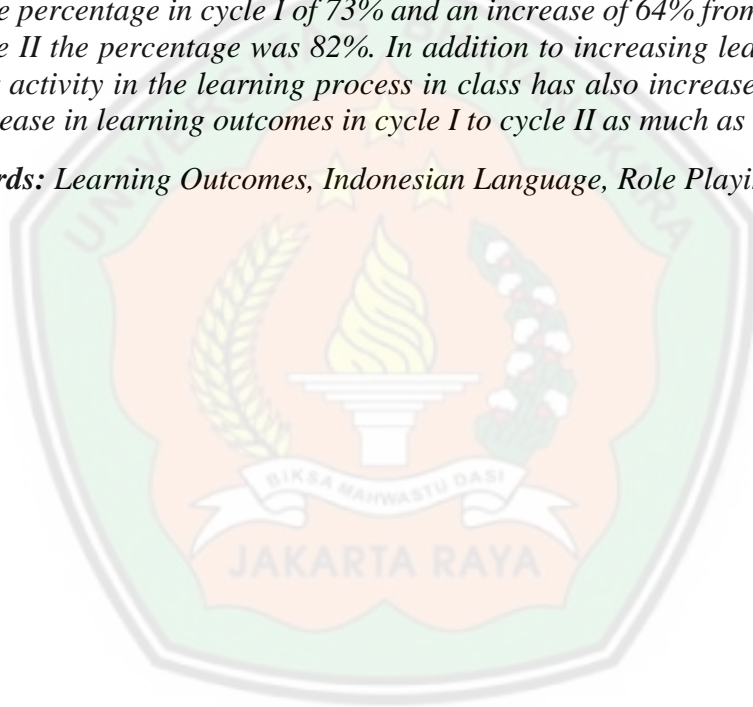 e percentage in cycle I of 73% and an increase of 64% from
e II the percentage was 82%. In addition to increasing lea
activity in the learning process in class has also increase
ease in learning outcomes in cycle I to cycle II as much as
rds: Learning Outcomes, Indonesian Language, Role Playi
BIKSA MAHWASTU DASI
JAKARTA RAYA